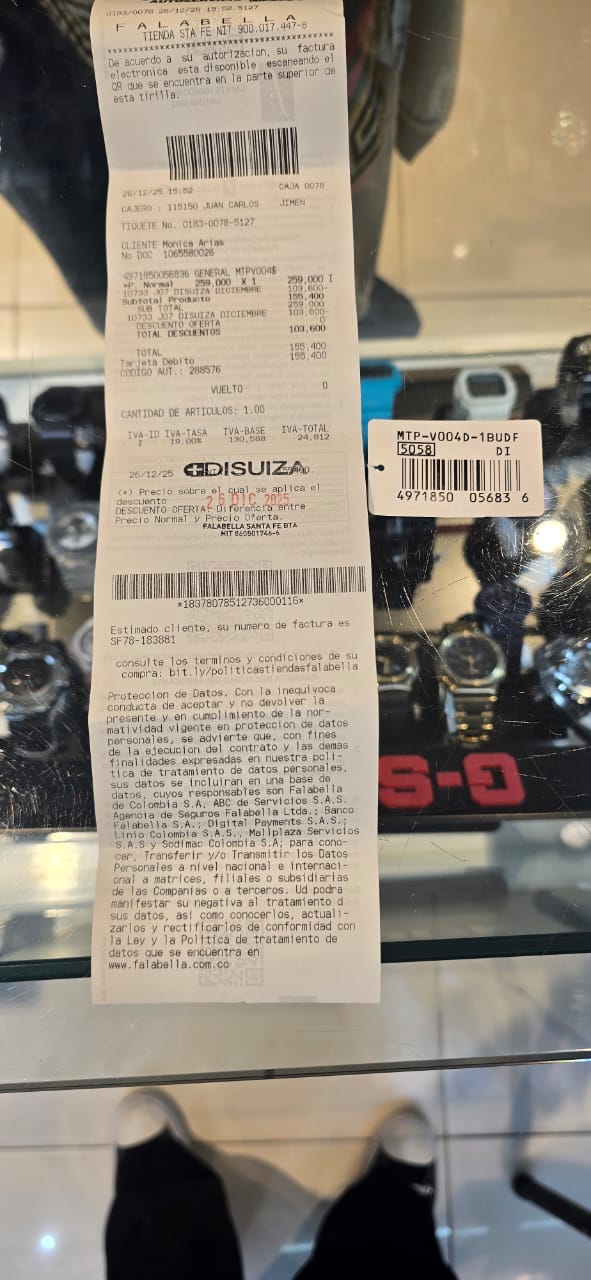 0183/0078 26/12/25 15:52 5127
F A L A B E L L A
TIENDA STA FE NIT 900.017.447-8
De acuerdo a su autorizacion, su factura
electronica esta disponible escaneando el
QR que se encuentra en la parte superior de
esta tirilla.
26/12/25 15:52 CAJA 0078
CAJERO : 115150 JUAN CARLOS JIMEN
TIQUETE No. 0183-0078-5127
CLIENTE Monica Arias
No DOC 1065580026
4971850056836 GENERAL MTPV004$
*P. Normal 259,000 X 1 259,000 I
10733 J07 DISUIZA DICIEMBRE 103,600-
Subtotal Producto 155,400
SUB TOTAL 259,000
10733 J07 DISUIZA DICIEMBRE 103,600-
DESCUENTO OFERTA 0
TOTAL DESCUENTOS 103,600
TOTAL 155,400
Tarjeta Debito 155,400
CODIGO AUT.: 288576
VUELTO 0
CANTIDAD DE ARTICULOS: 1.00
IVA-ID IVA-TASA IVA-BASE IVA-TOTAL
I 19.00% 130,588 24,812
26/12/25 DISUIZA
(*) Precio sobre el cual se aplica el
descuento
26 DIC 2025
DESCUENTO OFERTA: Diferencia entre
Precio Normal y Precio Oferta.
FALABELLA SANTA FE BTA
NIT 860501746-6
*18378078512736000116*
Estimado cliente, su numero de factura es
SF78-183881
consulte los terminos y condiciones de su
compra: bit.ly/politicastiendasfalabella
Proteccion de Datos. Con la inequivoca
conducta de aceptar y no devolver la
presente y en cumplimiento de la nor-
matividad vigente en proteccion de datos
personales, se advierte que, con fines
de la ejecucion del contrato y las demas
finalidades expresadas en nuestra poli-
tica de tratamiento de datos personales,
sus datos se incluiran en una base de
datos, cuyos responsables son Falabella
de Colombia S.A, ABC de Servicios S.A.S.
Agencia de Seguros Falabella Ltda.; Banco
Falabella S.A.; Digital Payments S.A.S.;
Linio Colombia S.A.S., Mallplaza Servicios
S.A.S y Sodimac Colombia S.A; para cono-
cer, Transferir y/o Transmitir los Datos
Personales a nivel nacional e internaci-
onal a matrices, filiales o subsidiarias
de las Companias o a terceros. Ud podra
manifestar su negativa al tratamiento d
sus datos, asi como conocerlos, actuali-
zarlos y rectificarlos de conformidad con
la Ley y la Politica de tratamiento de
datos que se encuentra en
www.falabella.com.co
MTP-V004D-1BUDF
5058 DI
4971850 05683 6
G-S